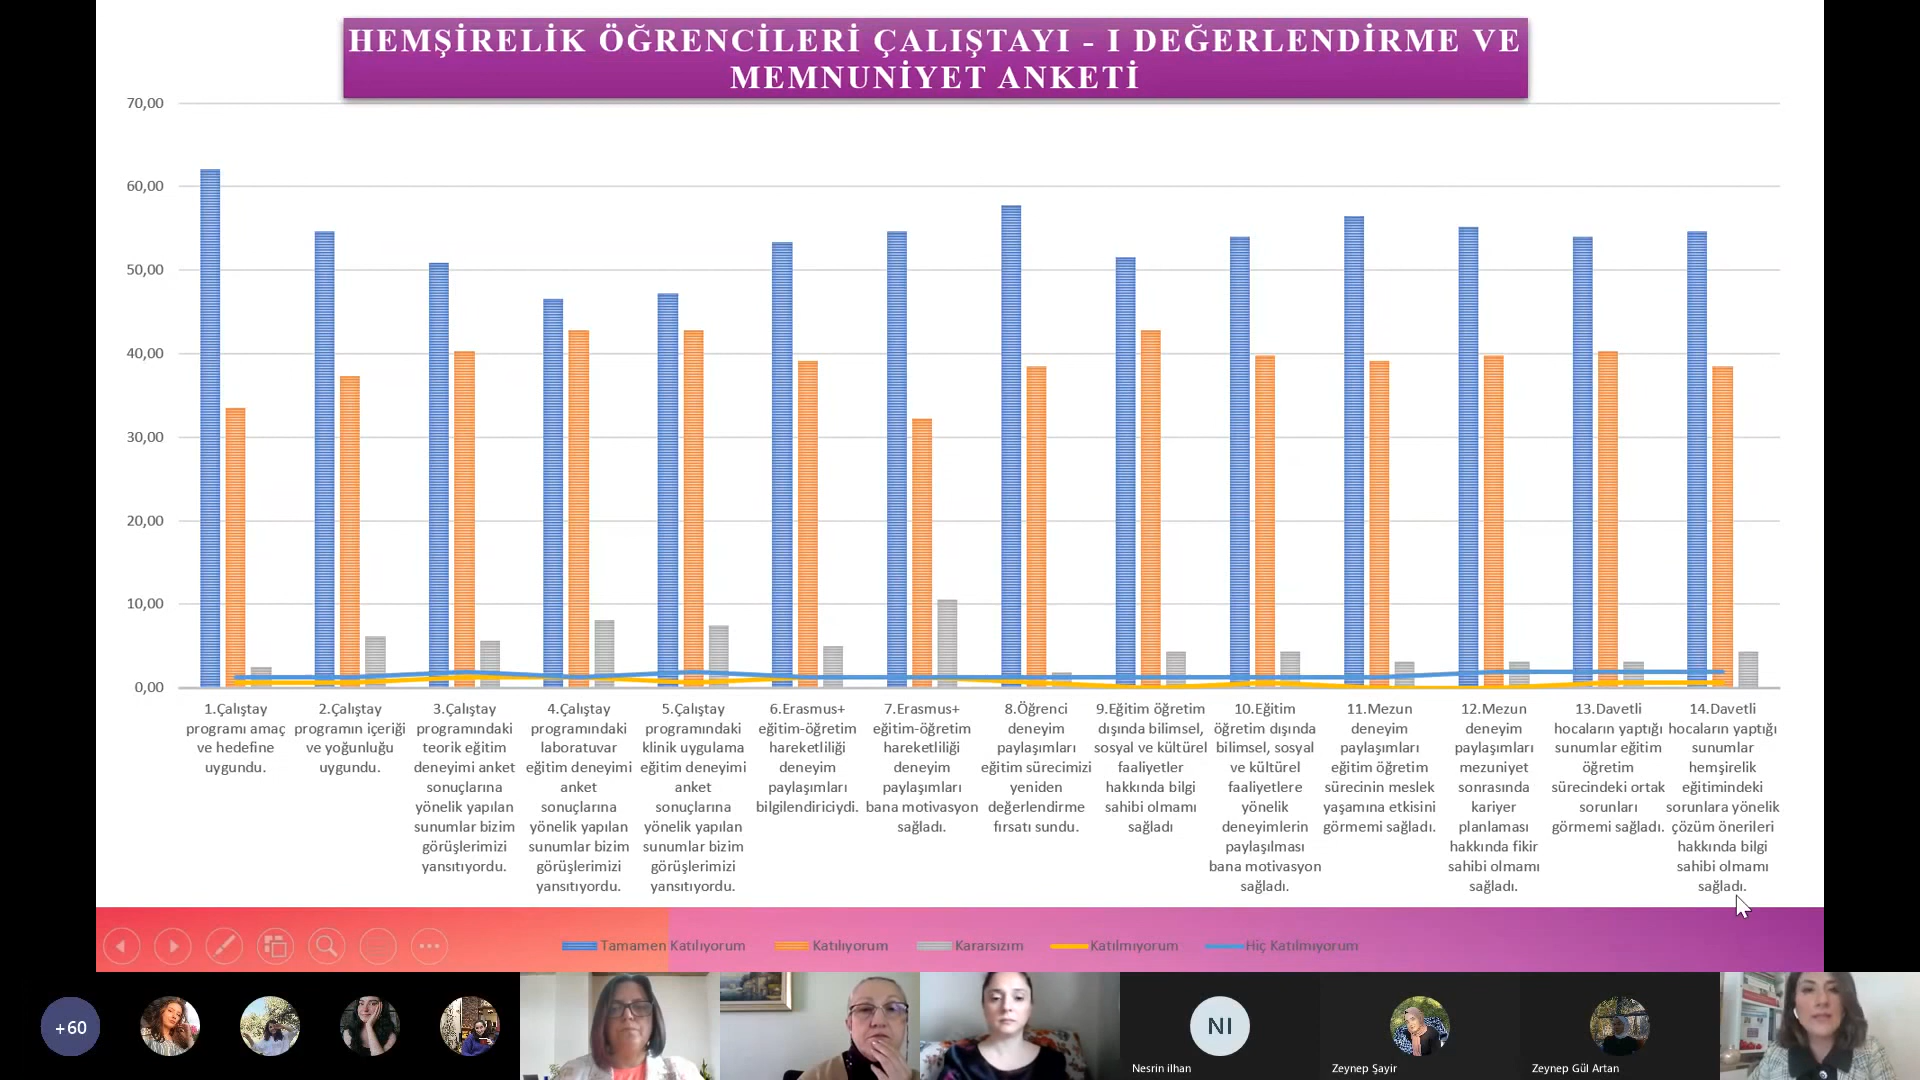 HEMŞİRELİK ÖĞRENCİLERİ ÇALIŞTAYI - I DEĞERLENDİRME VE
MEMNUNİYET ANKETİ
70,00
60,00
50,00
40,00
30,00
20,00
10,00
0,00
1.Çalıştay
programı amaç
ve hedefine
uygundu.
2.Çalıştay
programın içeriği
ve yoğunluğu
uygundu.
3.Çalıştay
programındaki
teorik eğitim
deneyimi anket
sonuçlarına
yönelik yapılan
sunumlar bizim
görüşlerimizi
yansıtıyordu.
4.Çalıştay
programındaki
laboratuvar
eğitim deneyimi
anket
sonuçlarına
yönelik yapılan
sunumlar bizim
görüşlerimizi
yansıtıyordu.
5.Çalıştay
programındaki
klinik uygulama
eğitim deneyimi
anket
sonuçlarına
yönelik yapılan
sunumlar bizim
görüşlerimizi
yansıtıyordu.
6.Erasmus+
eğitim-öğretim
hareketliliği
deneyim
paylaşımları
bilgilendiriciydi.
7.Erasmus+
eğitim-öğretim
hareketliliği
deneyim
paylaşımları
bana motivasyon
sağladı.
8.Öğrenci
deneyim
paylaşımları
eğitim sürecimizi
yeniden
değerlendirme
fırsatı sundu.
9.Eğitim öğretim
dışında bilimsel,
sosyal ve kültürel
faaliyetler
hakkında bilgi
sahibi olmamı
sağladı
10.Eğitim
öğretim dışında
bilimsel, sosyal
ve kültürel
faaliyetlere
yönelik
deneyimlerin
paylaşılması
bana motivasyon
sağladı.
11.Mezun
deneyim
paylaşımları
eğitim öğretim
sürecinin meslek
yaşamına etkisini
görmemi sağladı.
12.Mezun
deneyim
paylaşımları
mezuniyet
sonrasında
kariyer
planlaması
hakkında fikir
sahibi olmamı
sağladı.
13.Davetli
hocaların yaptığı
sunumlar eğitim
öğretim
sürecindeki ortak
sorunları
görmemi sağladı.
14.Davetli
hocaların yaptığı
sunumlar
hemşirelik
eğitimindeki
sorunlara yönelik
çözüm önerileri
hakkında bilgi
sahibi olmamı
sağladı.
Tamamen Katılıyorum
Katılıyorum
Kararsızım
Katılmıyorum
Hiç Katılmıyorum
+60
NI
Nesrin ilhan
Zeynep Şayir
Zeynep Gül Artan